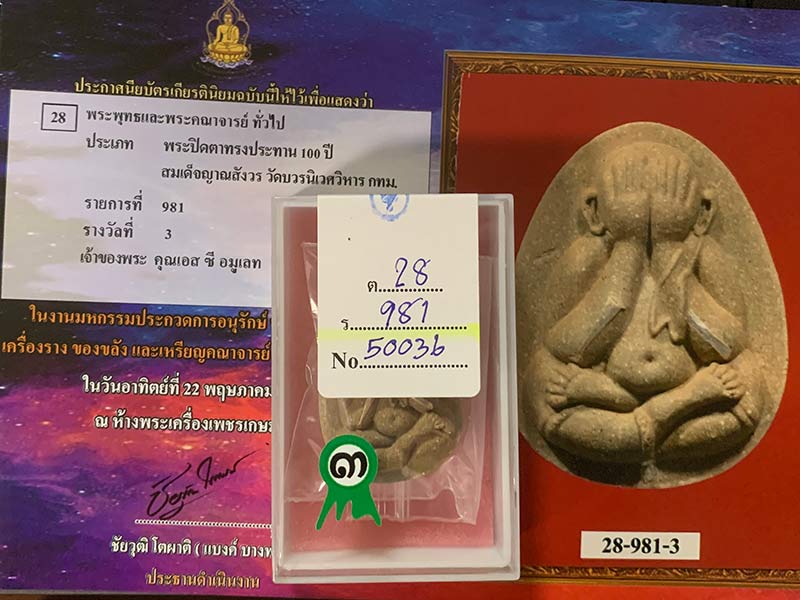 ประกาศนียบัตรเกียรตินิยมฉบับนี้ให้ไว้เพื่อแสดงว่า
28 พระพุทธและพระคณาจารย์ ทั่วไป
ประเภท พระปิดตาทรงประทาน 100 ปี
สมเด็จญาณสังวร วัดบวรนิเวศวิหาร กทม.
รายการที่ 981
รางวัลที่ 3
เจ้าของพระ คุณเอส ซี อมูเลท
ในงานมหกรรมประกวดการอนุรักษ์
เครื่องราง ของขลัง และเหรียญคณาจารย์
ในวันอาทิตย์ที่ 22 พฤษภาคม
ณ ห้างพระเครื่องเพชรเกษม
ชัยวุฒิ โตผาติ ( แบงค์ บางพ
ประธานดำเนินงาน
ต.....28.....
ร.....981.....
No.50036
๓
28-981-3